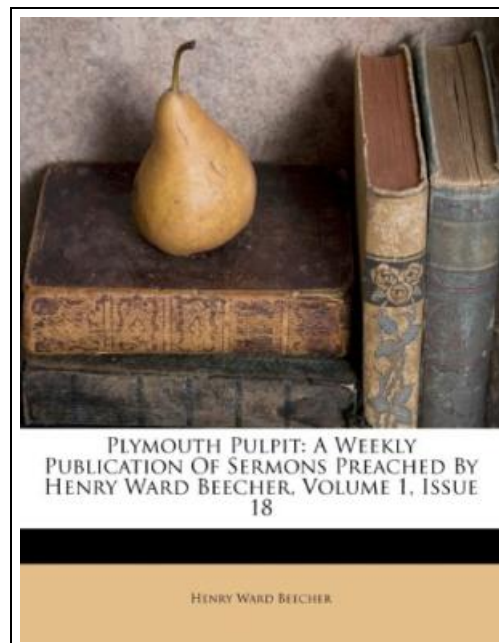 Plymouth Pulpit: A Weekly
Publication Of Sermons Preached By
Henry Ward Beecher, Volume 1, Issue
18
Henry Ward Beecher